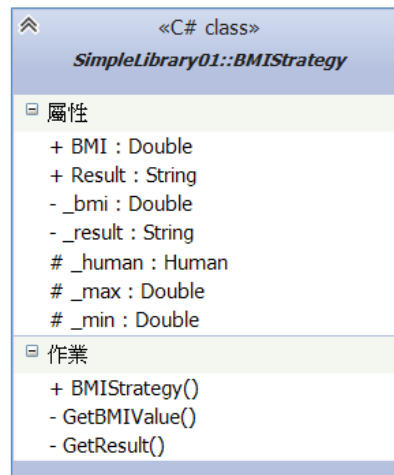 «C# class»
SimpleLibrary01::BMIStrategy
屬性
+ BMI : Double
+ Result : String
- _bmi : Double
- _result : String
# _human : Human
# _max : Double
# _min : Double
作業
+ BMIStrategy()
- GetBMIValue()
- GetResult()